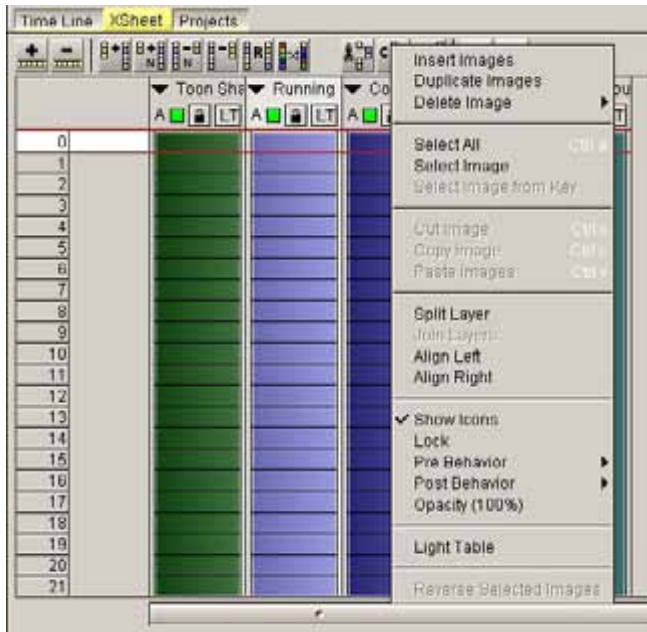 Time Line XSheet Projects
Toon Sha Running Co
A LT A LT A
Insert Images
Duplicate Images
Delete Image
Select All
Select Image
Select Image from Key
Cut Image
Copy Image
Paste Images
Split Layer
Join Layers
Align Left
Align Right
Show Icons
Lock
Pre Behavior
Post Behavior
Opacity (100%)
Light Table
Reverse Selected Images
0
1
2
3
4
5
6
7
8
9
10
11
12
13
14
15
16
17
18
19
20
21